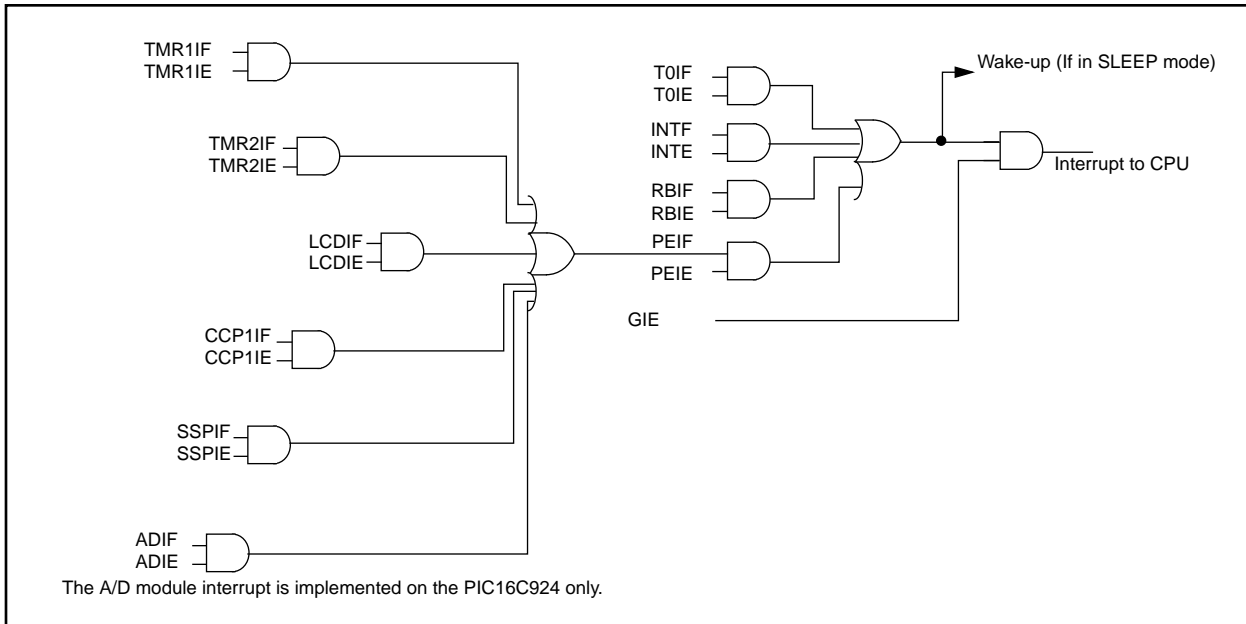 TMR1IF
TMR1IE
TMR2IF
TMR2IE
LCDIF
LCDIE
CCP1IF
CCP1IE
SSPIF
SSPIE
ADIF
ADIE
T0IF
T0IE
INTF
INTE
RBIF
RBIE
PEIF
PEIE
GIE
Wake-up (If in SLEEP mode)
Interrupt to CPU
The A/D module interrupt is implemented on the PIC16C924 only.